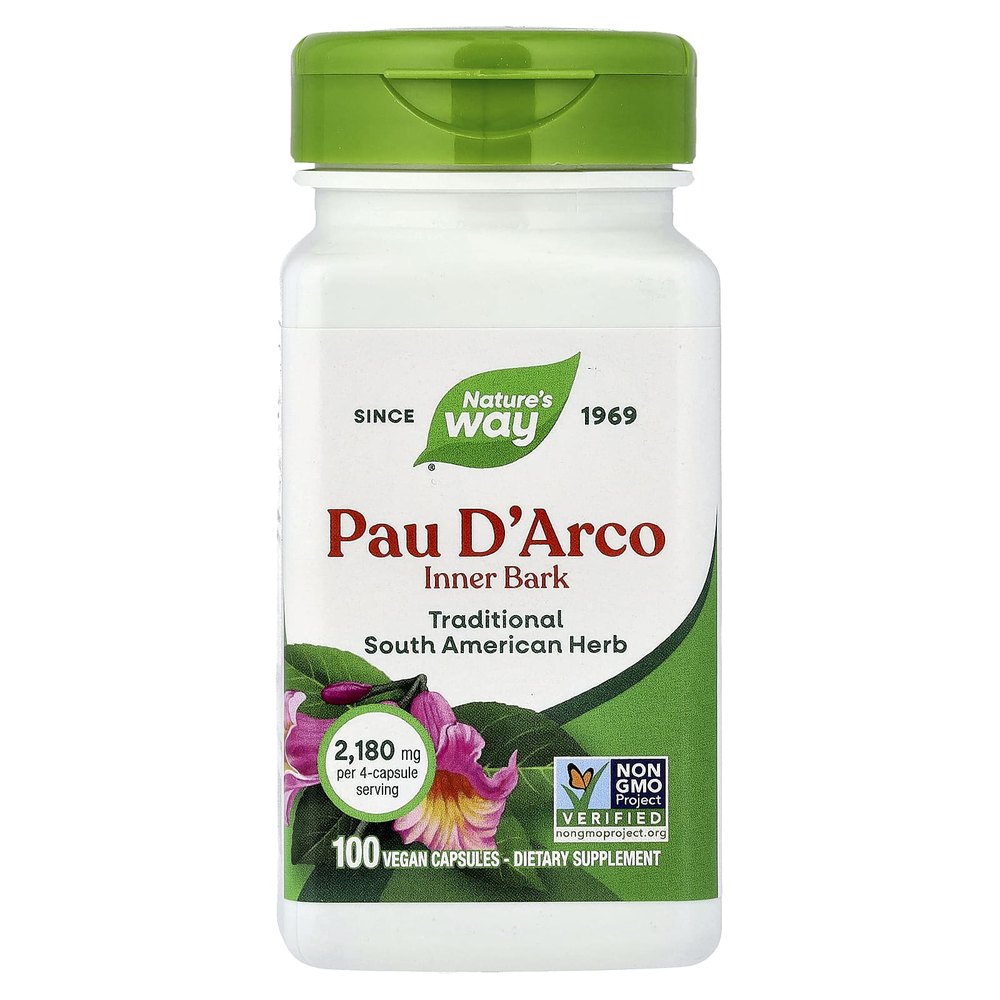 SINCE
Nature's
way
®
1969
Pau D'Arco
Inner Bark
Traditional
South American Herb
2,180 mg
per 4-capsule
serving
NON
GMO
Project
VERIFIED
nongmoproject.org
100 VEGAN CAPSULES - DIETARY SUPPLEMENT